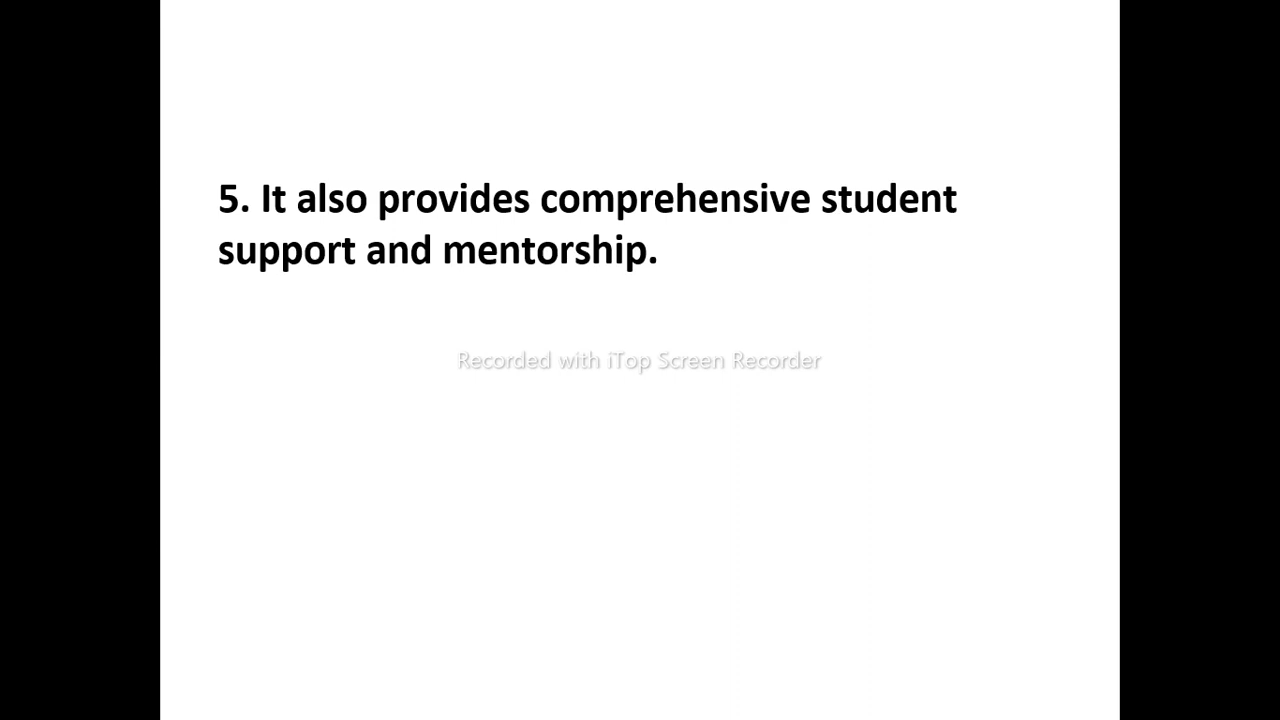 5. It also provides comprehensive student
support and mentorship.
Recorded with iTop Screen Recorder